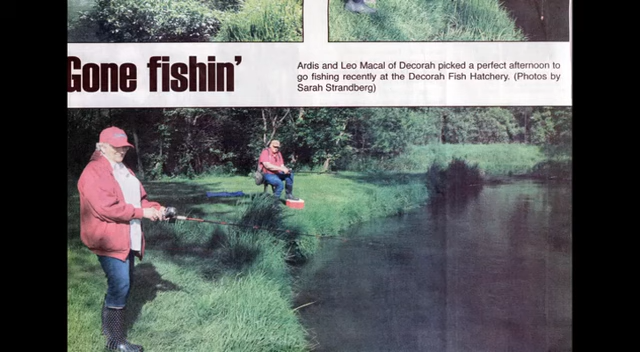 Gone fishin'
Ardis and Leo Macal of Decorah picked a perfect afternoon to
go fishing recently at the Decorah Fish Hatchery. (Photos by
Sarah Strandberg)